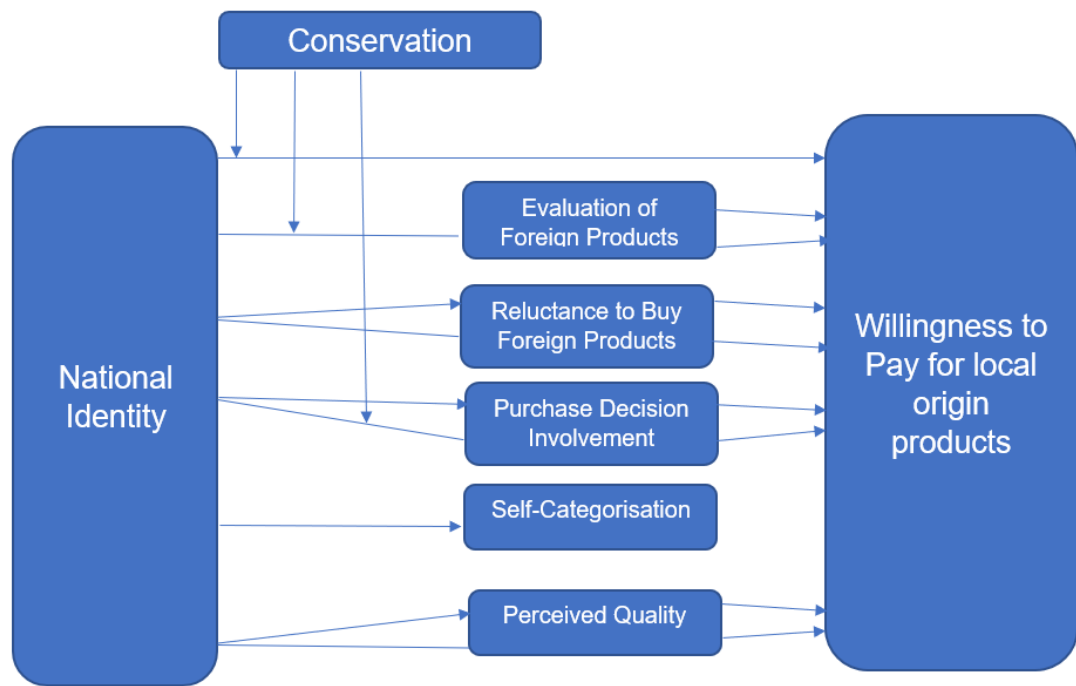 Conservation
National
Identity
Evaluation of
Foreign Products
Reluctance to Buy
Foreign Products
Purchase Decision
Involvement
Self-Categorisation
Perceived Quality
Willingness to
Pay for local
origin
products